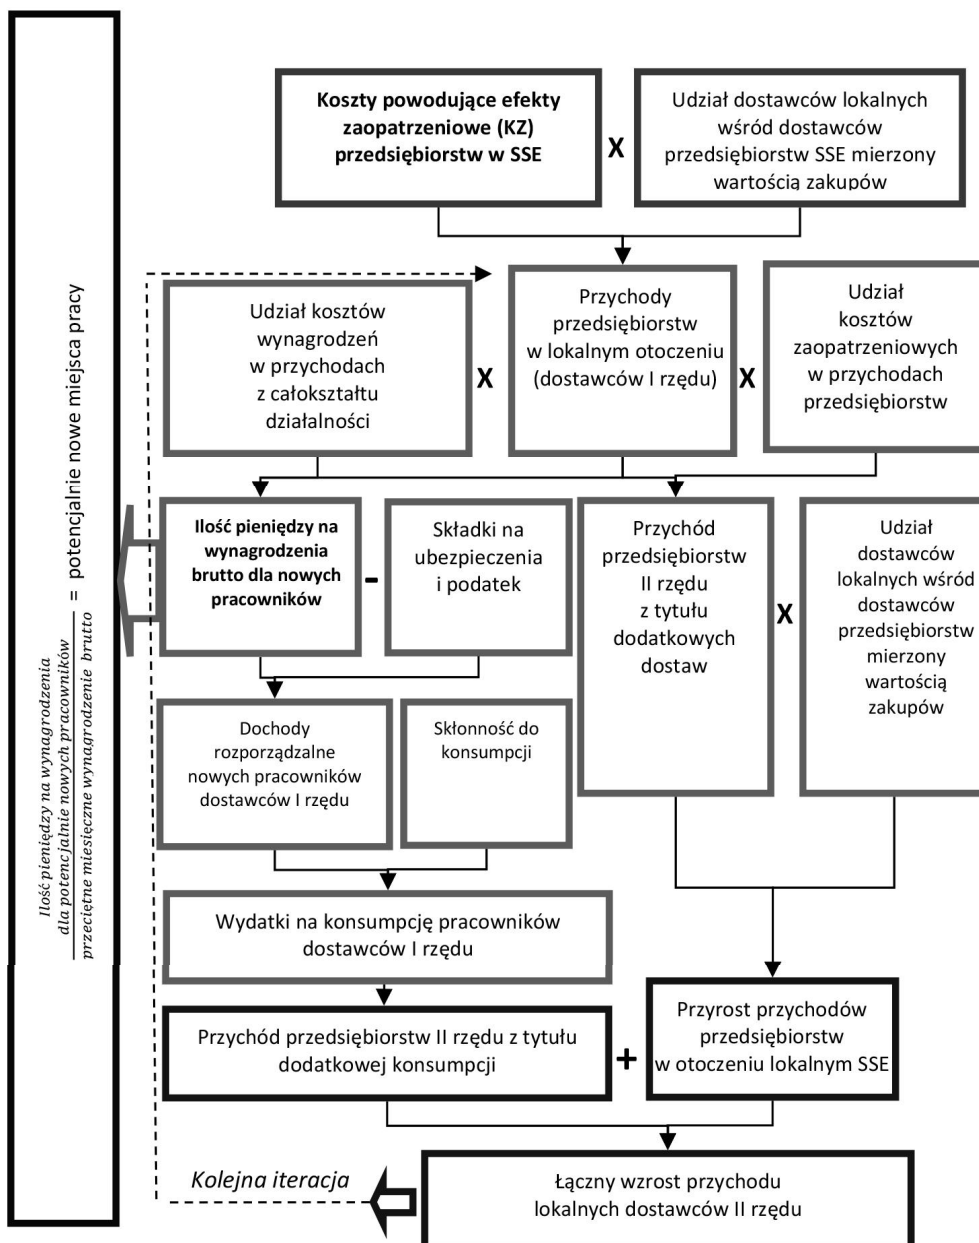 Koszty powodujące efekty
zaopatrzeniowe (KZ)
przedsiębiorstw w SSE
X
Udział dostawców lokalnych
wśród dostawców
przedsiębiorstw SSE mierzony
wartością zakupów
Udział kosztów
wynagrodzeń
w przychodach
z całokształtu
działalności
X
Przychody
przedsiębiorstw
w lokalnym otoczeniu
(dostawców I rzędu)
X
Udział
kosztów
zaopatrzeniowych
w przychodach
przedsiębiorstw
Ilość pieniędzy na
wynagrodzenia
brutto dla nowych
pracowników
-
Składki na
ubezpieczenia
i podatek
Przychód
przedsiębiorstw
II rzędu
z tytułu
dodatkowych
dostaw
X
Udział
dostawców
lokalnych wśród
dostawców
przedsiębiorstw
mierzony
wartością
zakupów
Dochody
rozporządzalne
nowych pracowników
dostawców I rzędu
Skłonność do
konsumpcji
Wydatki na konsumpcję pracowników
dostawców I rzędu
Przychód przedsiębiorstw II rzędu z tytułu
dodatkowej konsumpcji
+
Przyrost przychodów
przedsiębiorstw
w otoczeniu lokalnym SSE
Łączny wzrost przychodu
lokalnych dostawców II rzędu
Kolejna iteracja
Ilość pieniędzy na wynagrodzenia
dla potencjalnie nowych pracowników
przeciętne miesięczne wynagrodzenie brutto
= potencjalnie nowe miejsca pracy